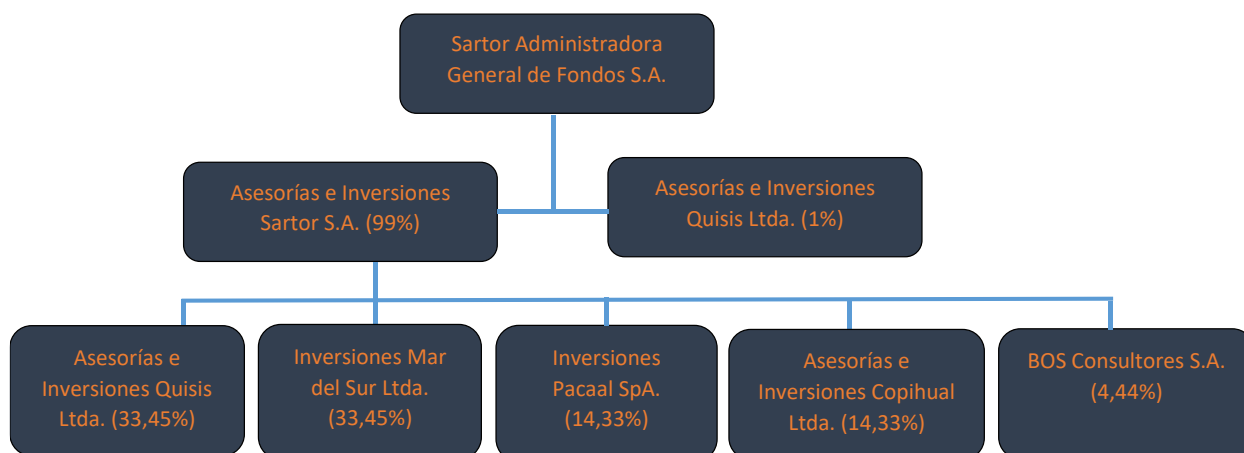 Sartor Administradora
General de Fondos S.A.
Asesorías e Inversiones
Sartor S.A. (99%)
Asesorías e Inversiones
Quisis Ltda. (1%)
Asesorías e
Inversiones Quisis
Ltda. (33,45%)
Inversiones Mar
del Sur Ltda.
(33,45%)
Inversiones
Pacaal SpA.
(14,33%)
Asesorías e
Inversiones Copihual
Ltda. (14,33%)
BOS Consultores S.A.
(4,44%)